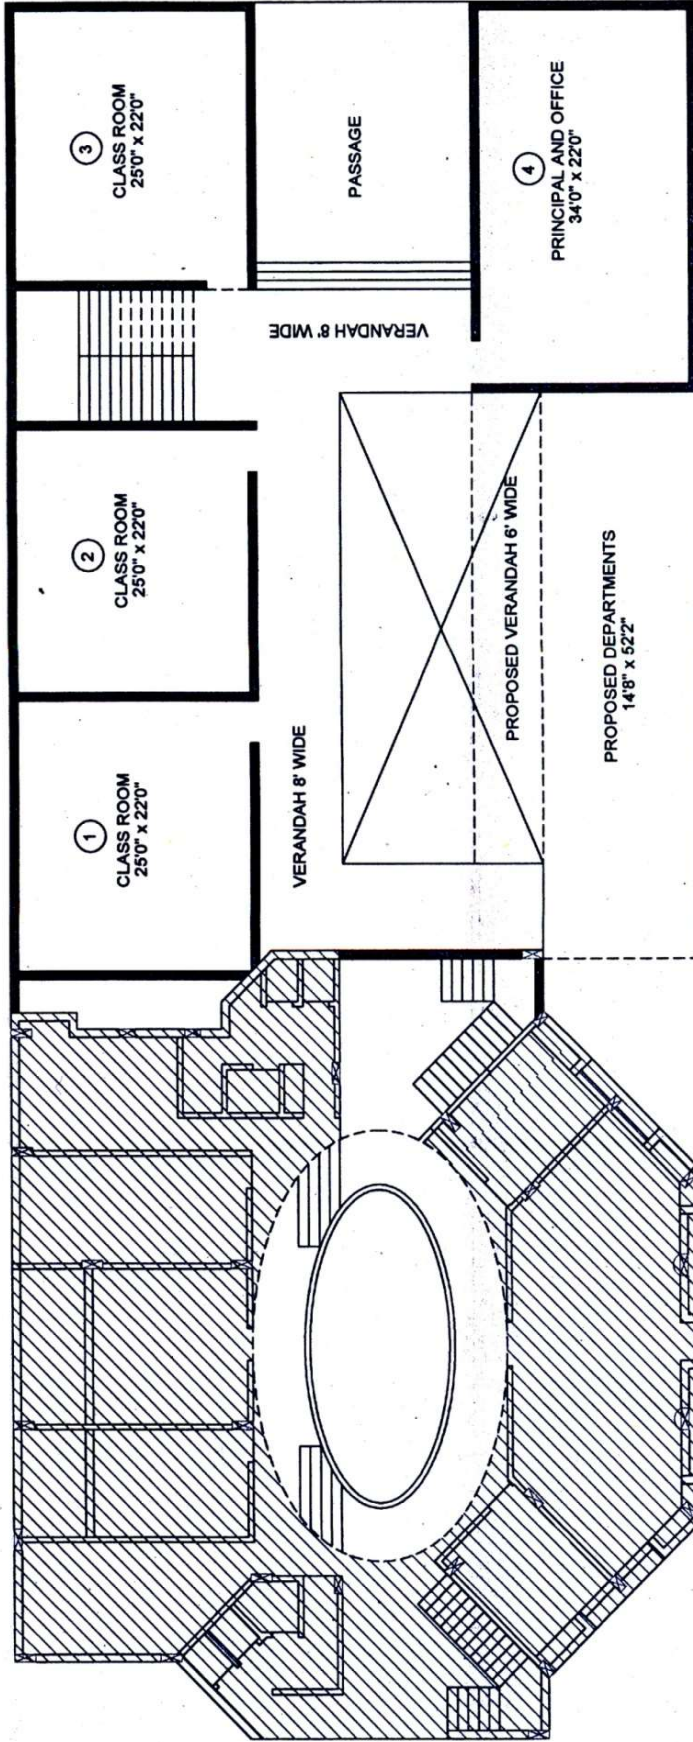 3
CLASS ROOM
25'0" x 22'0"
PASSAGE
4
PRINCIPAL AND OFFICE
34'0" x 22'0"
VERANDAH 8' WIDE
2
CLASS ROOM
25'0" x 22'0"
PROPOSED VERANDAH 6' WIDE
PROPOSED DEPARTMENTS
14'8" x 52'2"
1
CLASS ROOM
25'0" x 22'0"
VERANDAH 8' WIDE